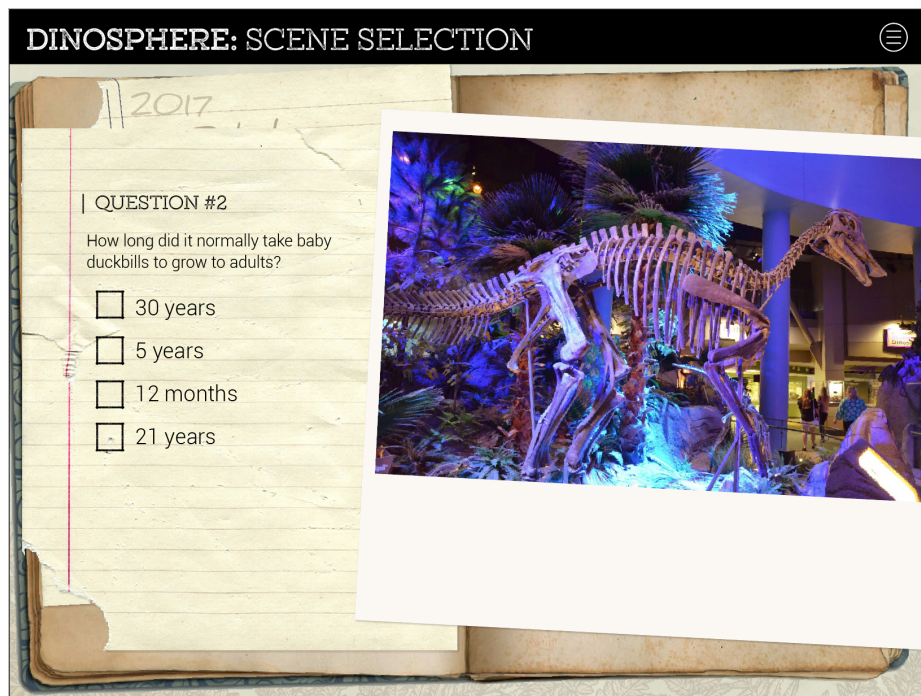 DINOSPHERE: SCENE SELECTION
2017
QUESTION #2
How long did it normally take baby
duckbills to grow to adults?
30 years
5 years
12 months
21 years